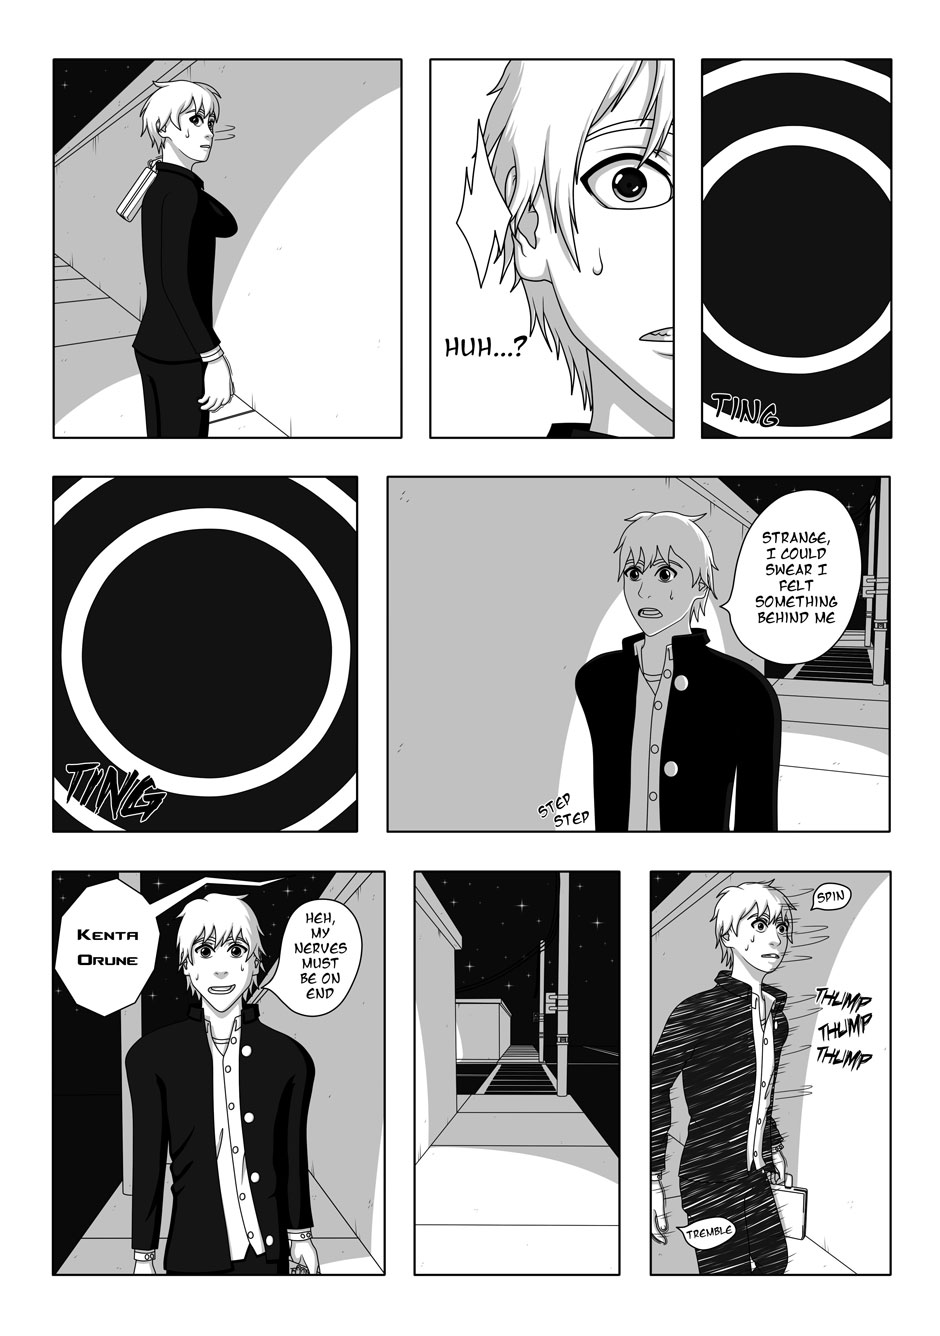 HUH...?
TING
TIING
STRANGE,
I COULD
SWEAR I
FELT
SOMETHING
BEHIND ME
STEP
STEP
KENTA
ORUNE
HEH,
MY
NERVES
MUST
BE ON
END
SPIN
THUMP
THUMP
THUMP
TREMBLE